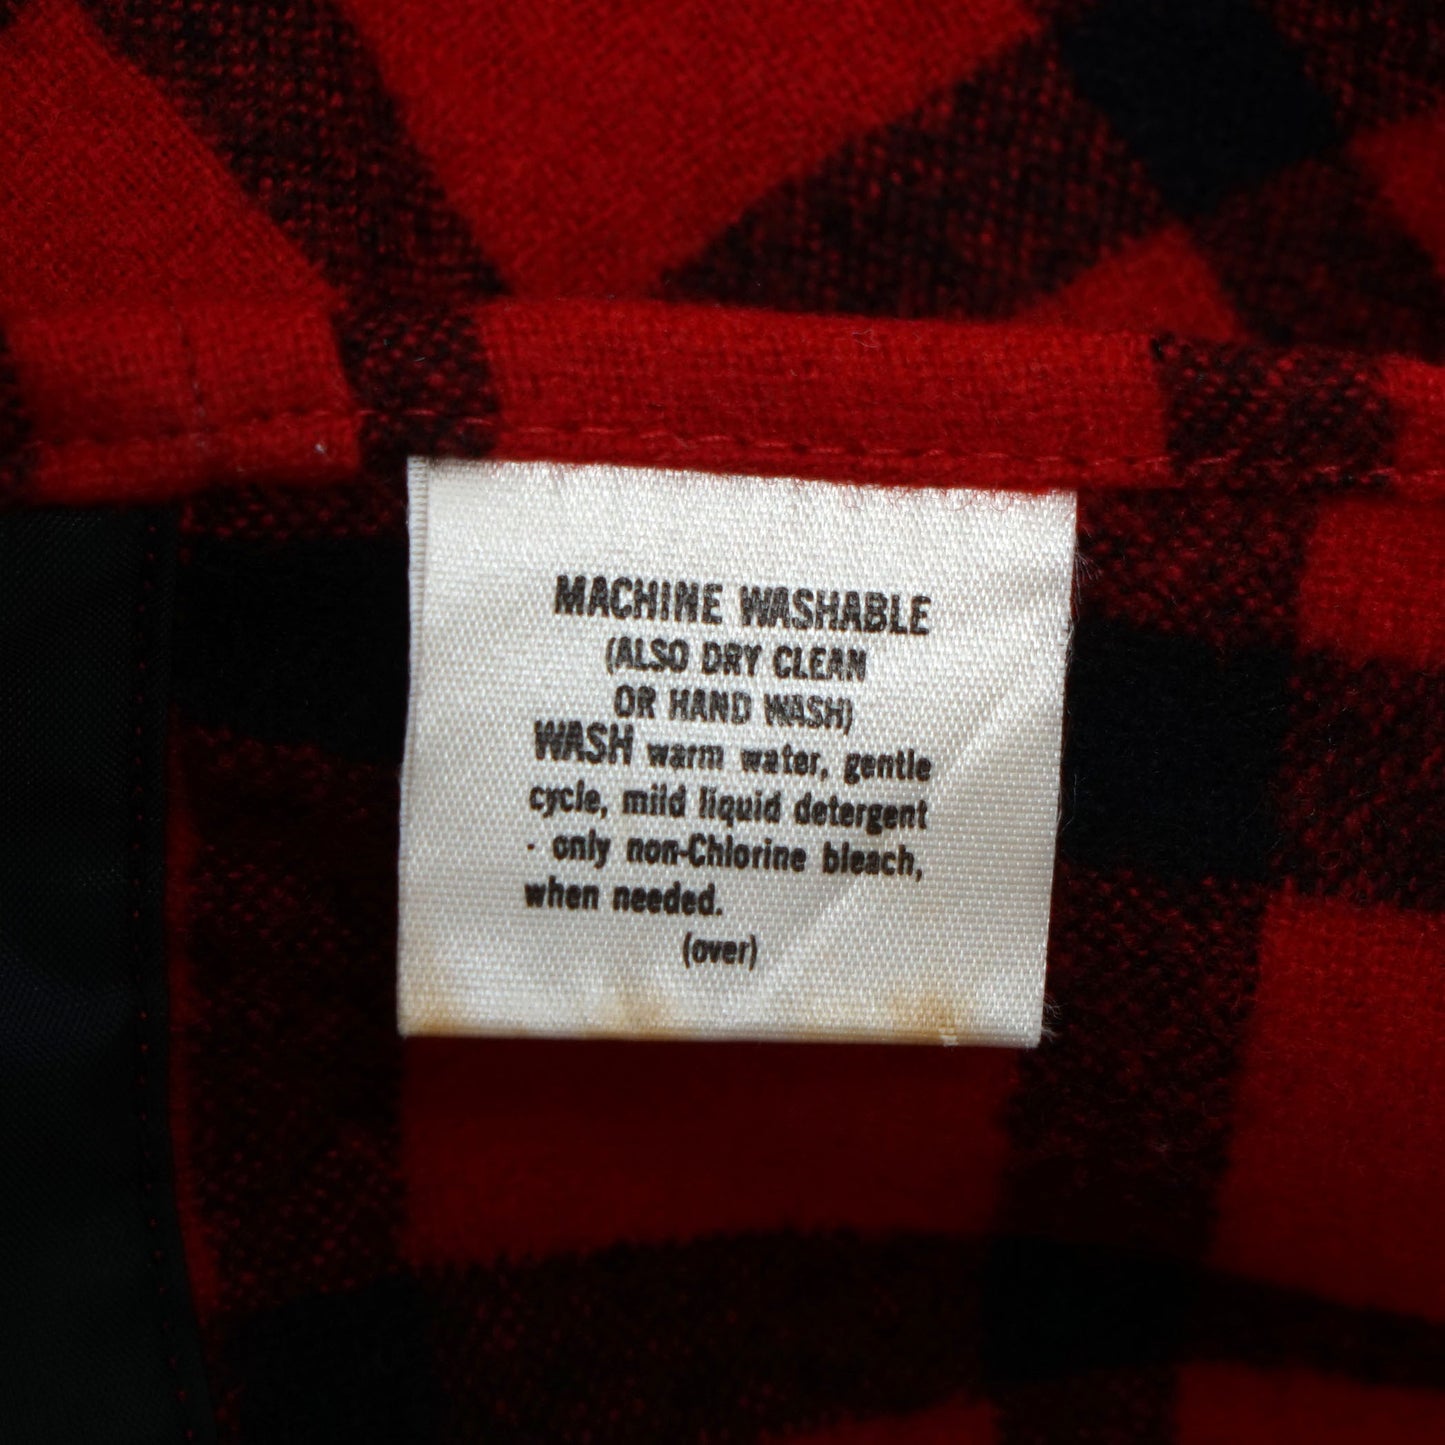 MACHINE WASHABLE
(ALSO DRY CLEAN
OR HAND WASH)
WASH warm water, gentle
cycle, mild liquid detergent
- only non-Chlorine bleach,
when needed.
(over)